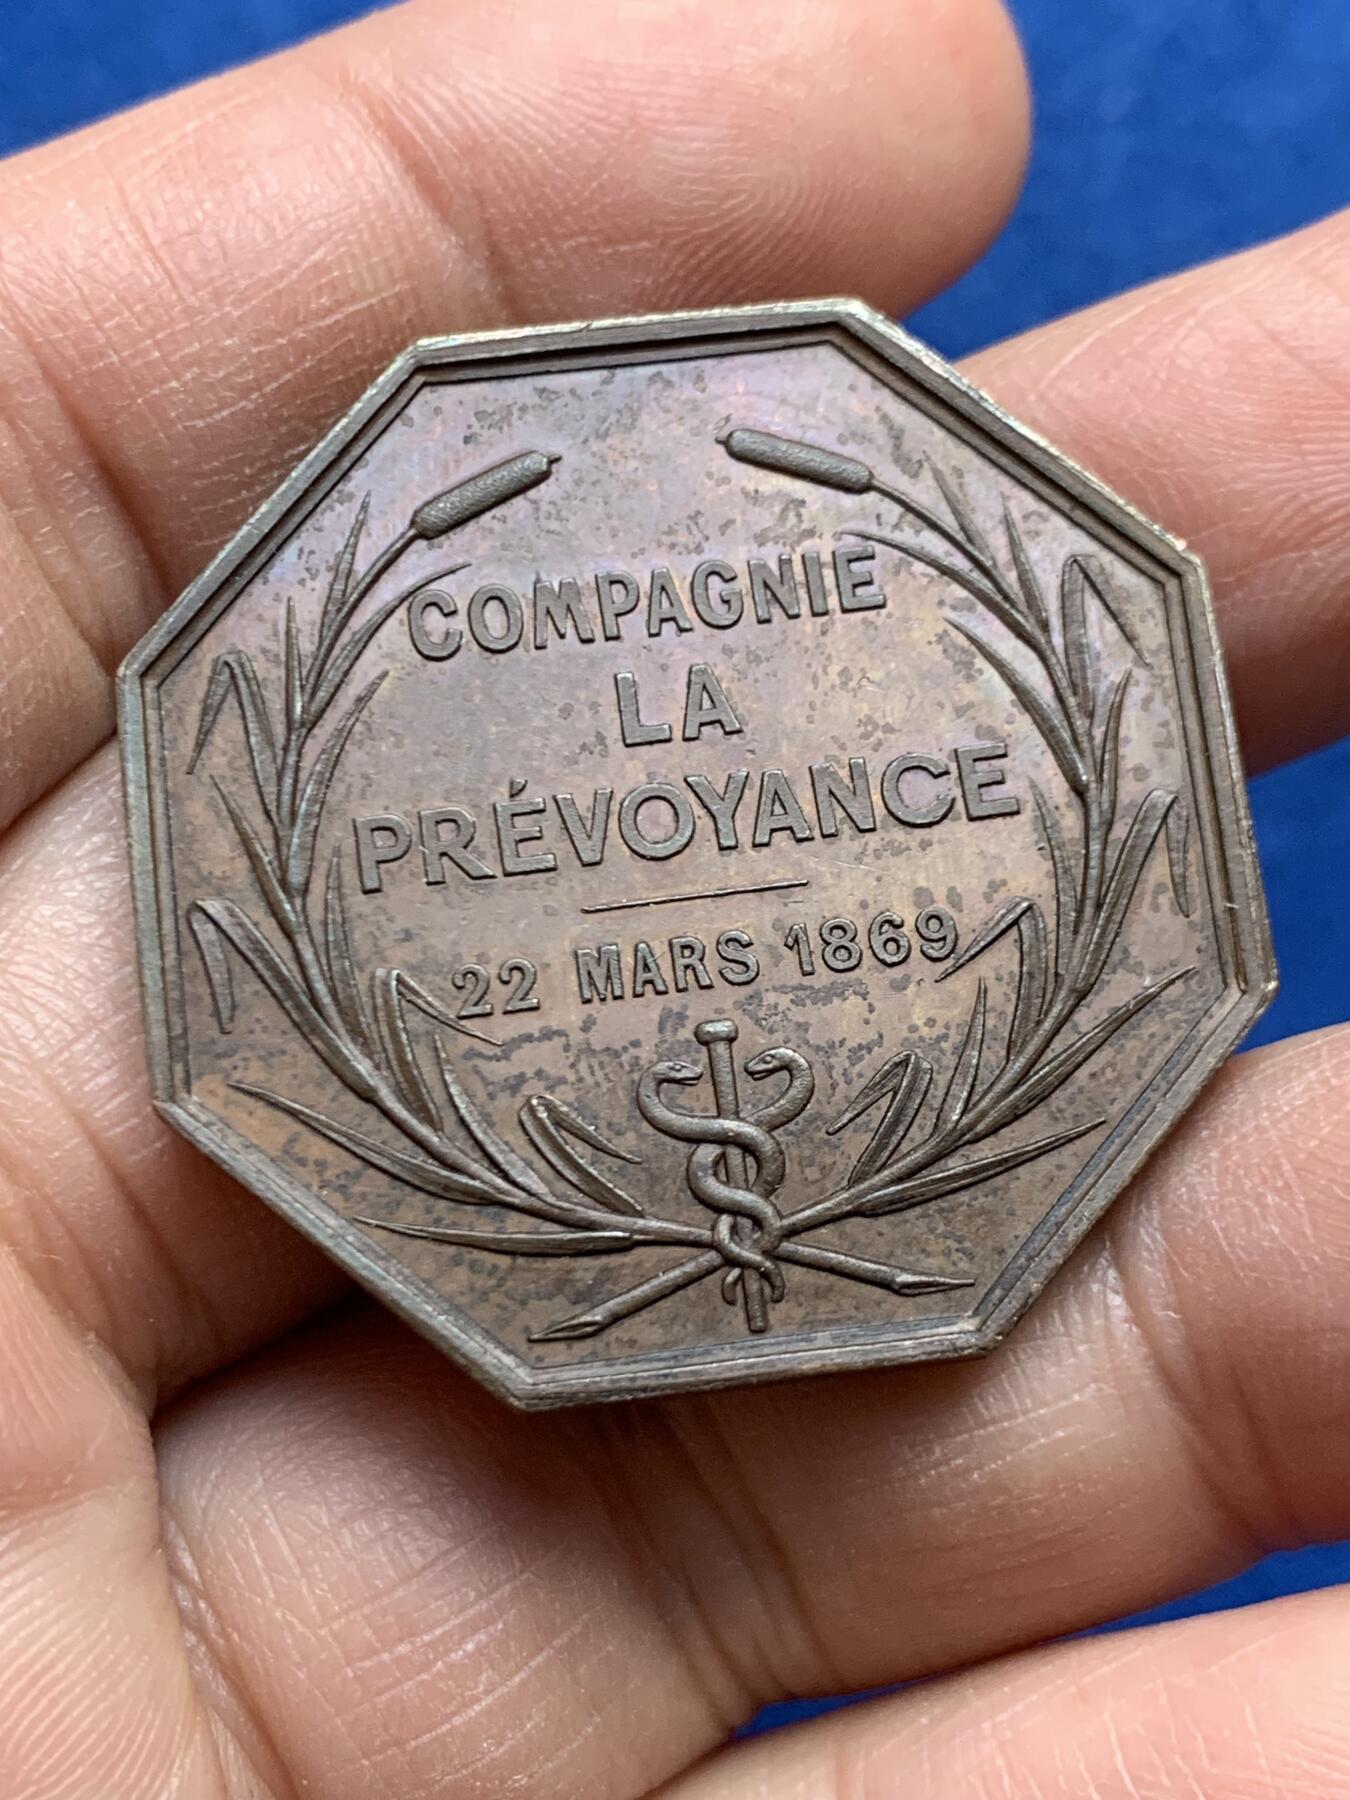 COMPAGNIE
LA
PRÉVOYANCE
22 MARS 1869